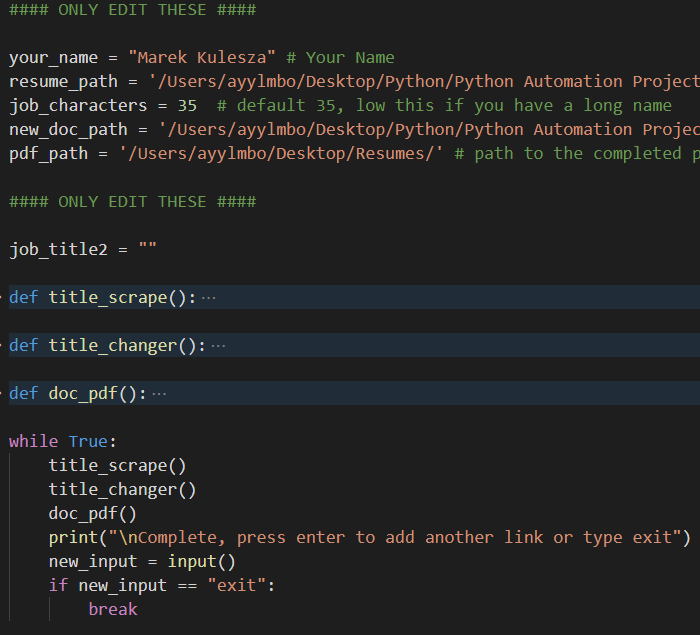 #### ONLY EDIT THESE ####
your_name = "Marek Kulesza" # Your Name
resume_path = '/Users/ayylmbo/Desktop/Python/Python Automation Project
job_characters = 35  # default 35, low this if you have a long name
new_doc_path = '/Users/ayylmbo/Desktop/Python/Python Automation Projec
pdf_path = '/Users/ayylmbo/Desktop/Resumes/' # path to the completed p
#### ONLY EDIT THESE ####
job_title2 = ""
def title_scrape():···
def title_changer():···
def doc_pdf():···
while True:
    title_scrape()
    title_changer()
    doc_pdf()
    print("\nComplete, press enter to add another link or type exit")
    new_input = input()
    if new_input == "exit":
        break